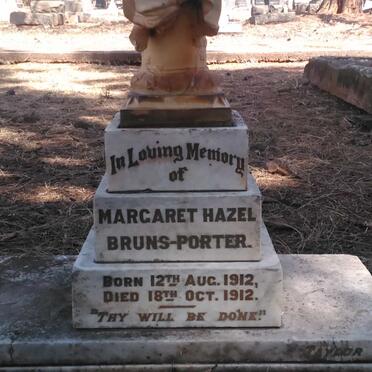 In Loving Memory
of
MARGARET HAZEL
BRUNS-PORTER.
BORN 12TH AUG. 1912,
DIED 18TH OCT. 1912.
"THY WILL BE DONE!"
TAYLOR